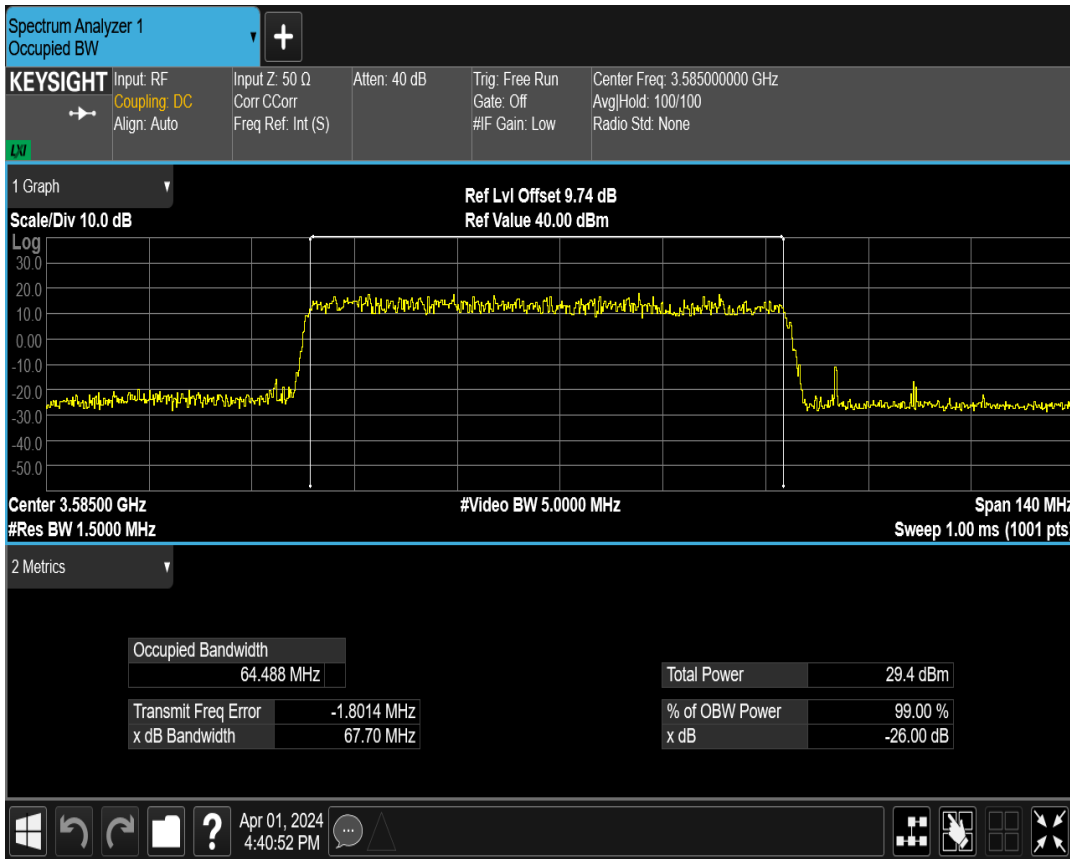 Spectrum Analyzer 1
Occupied BW
+
KEYSIGHT
LXI
Input: RF
Coupling: DC
Align: Auto
Input Z: 50 Ω
Corr CCorr
Freq Ref: Int (S)
Atten: 40 dB
Trig: Free Run
Gate: Off
#IF Gain: Low
Center Freq: 3.585000000 GHz
Avg|Hold: 100/100
Radio Std: None
1 Graph
Scale/Div 10.0 dB
Ref Lvl Offset 9.74 dB
Ref Value 40.00 dBm
Log
30.0
20.0
10.0
0.00
-10.0
-20.0
-30.0
-40.0
-50.0
Center 3.58500 GHz
#Video BW 5.0000 MHz
Span 140 MHz
#Res BW 1.5000 MHz
Sweep 1.00 ms (1001 pts)
2 Metrics
Occupied Bandwidth
64.488 MHz
Transmit Freq Error -1.8014 MHz
x dB Bandwidth 67.70 MHz
Total Power 29.4 dBm
% of OBW Power 99.00 %
x dB -26.00 dB
?
Apr 01, 2024
4:40:52 PM